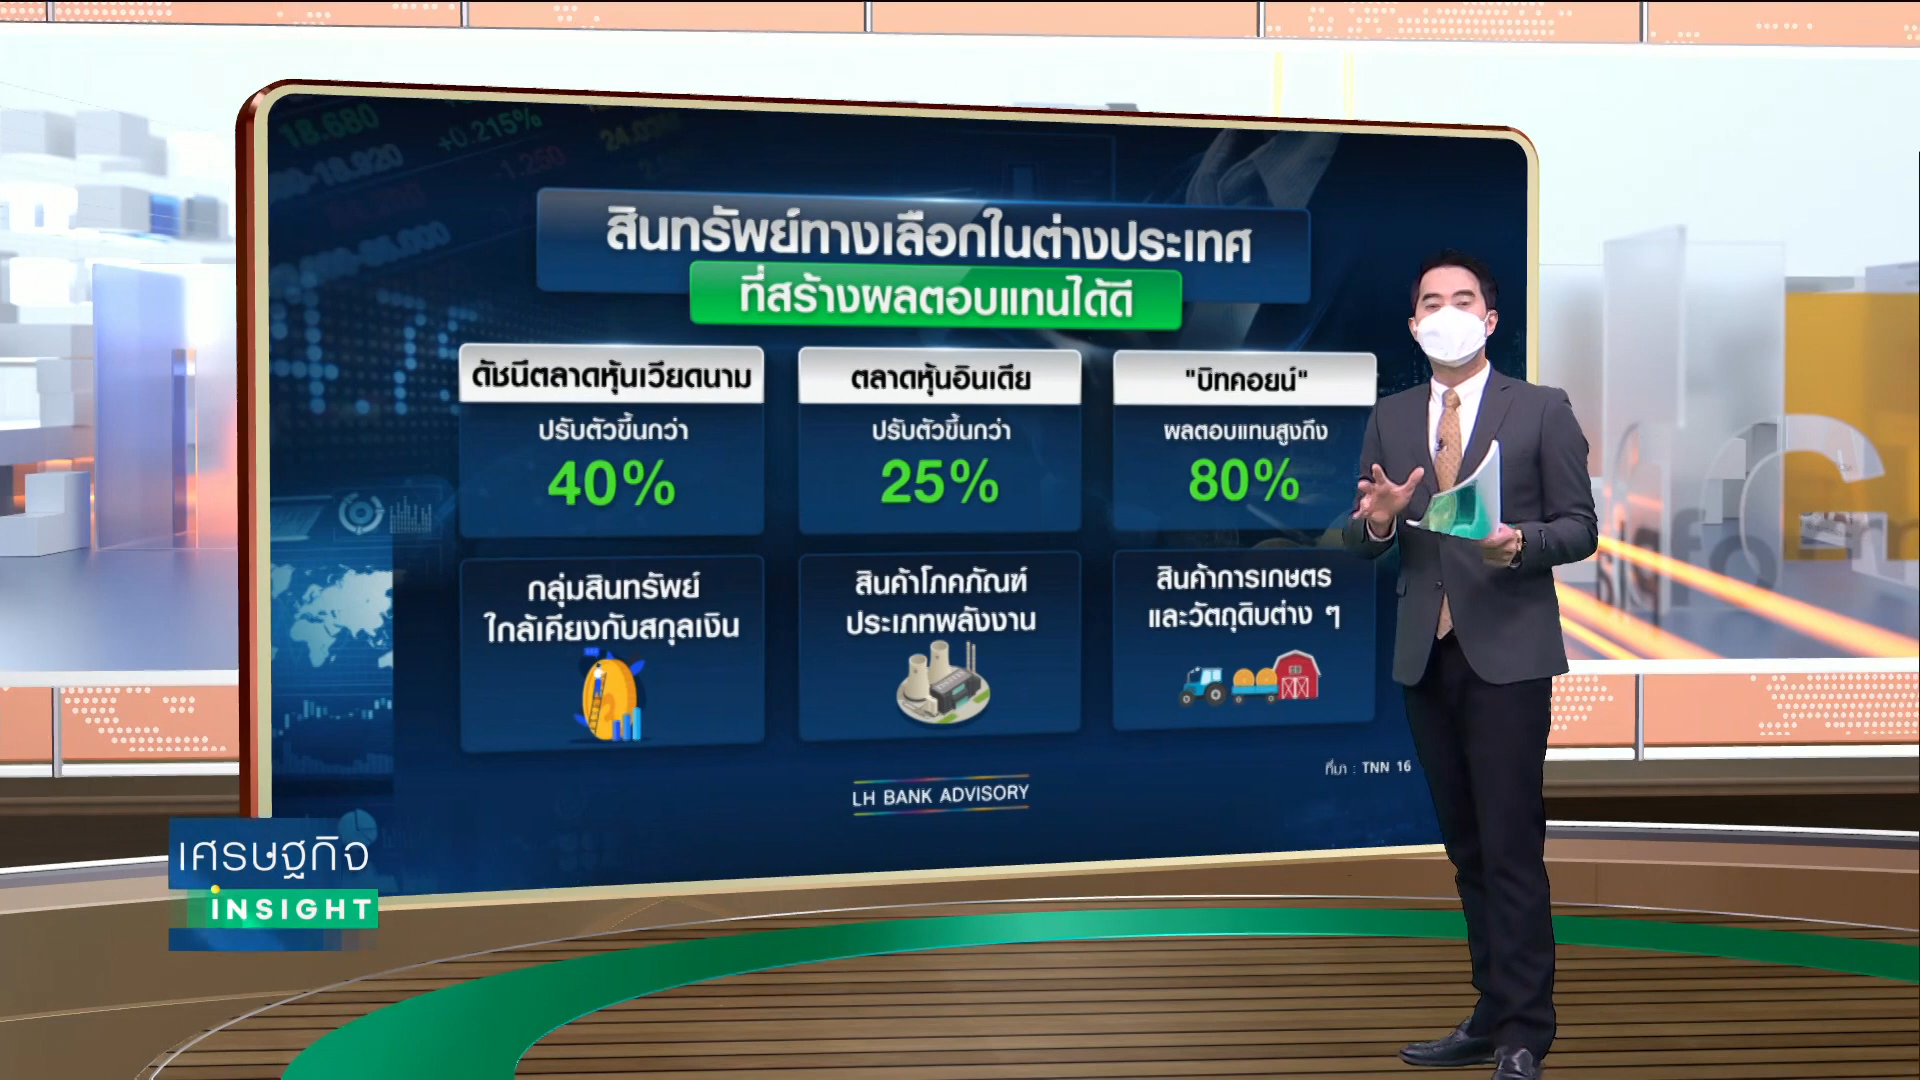 18.680
+0.215%
-1.250
สินทรัพย์ทางเลือกในต่างประเทศ
ที่สร้างผลตอบแทนได้ดี
ดัชนีตลาดหุ้นเวียดนาม
ปรับตัวขึ้นกว่า
40%
ตลาดหุ้นอินเดีย
ปรับตัวขึ้นกว่า
25%
"บิทคอยน์"
ผลตอบแทนสูงถึง
80%
กลุ่มสินทรัพย์
ใกล้เคียงกับสกุลเงิน
สินค้าโภคภัณฑ์
ประเภทพลังงาน
สินค้าการเกษตร
และวัตถุดิบต่าง ๆ
ที่มา : TNN 16
LH BANK ADVISORY
เศรษฐกิจ
INSIGHT